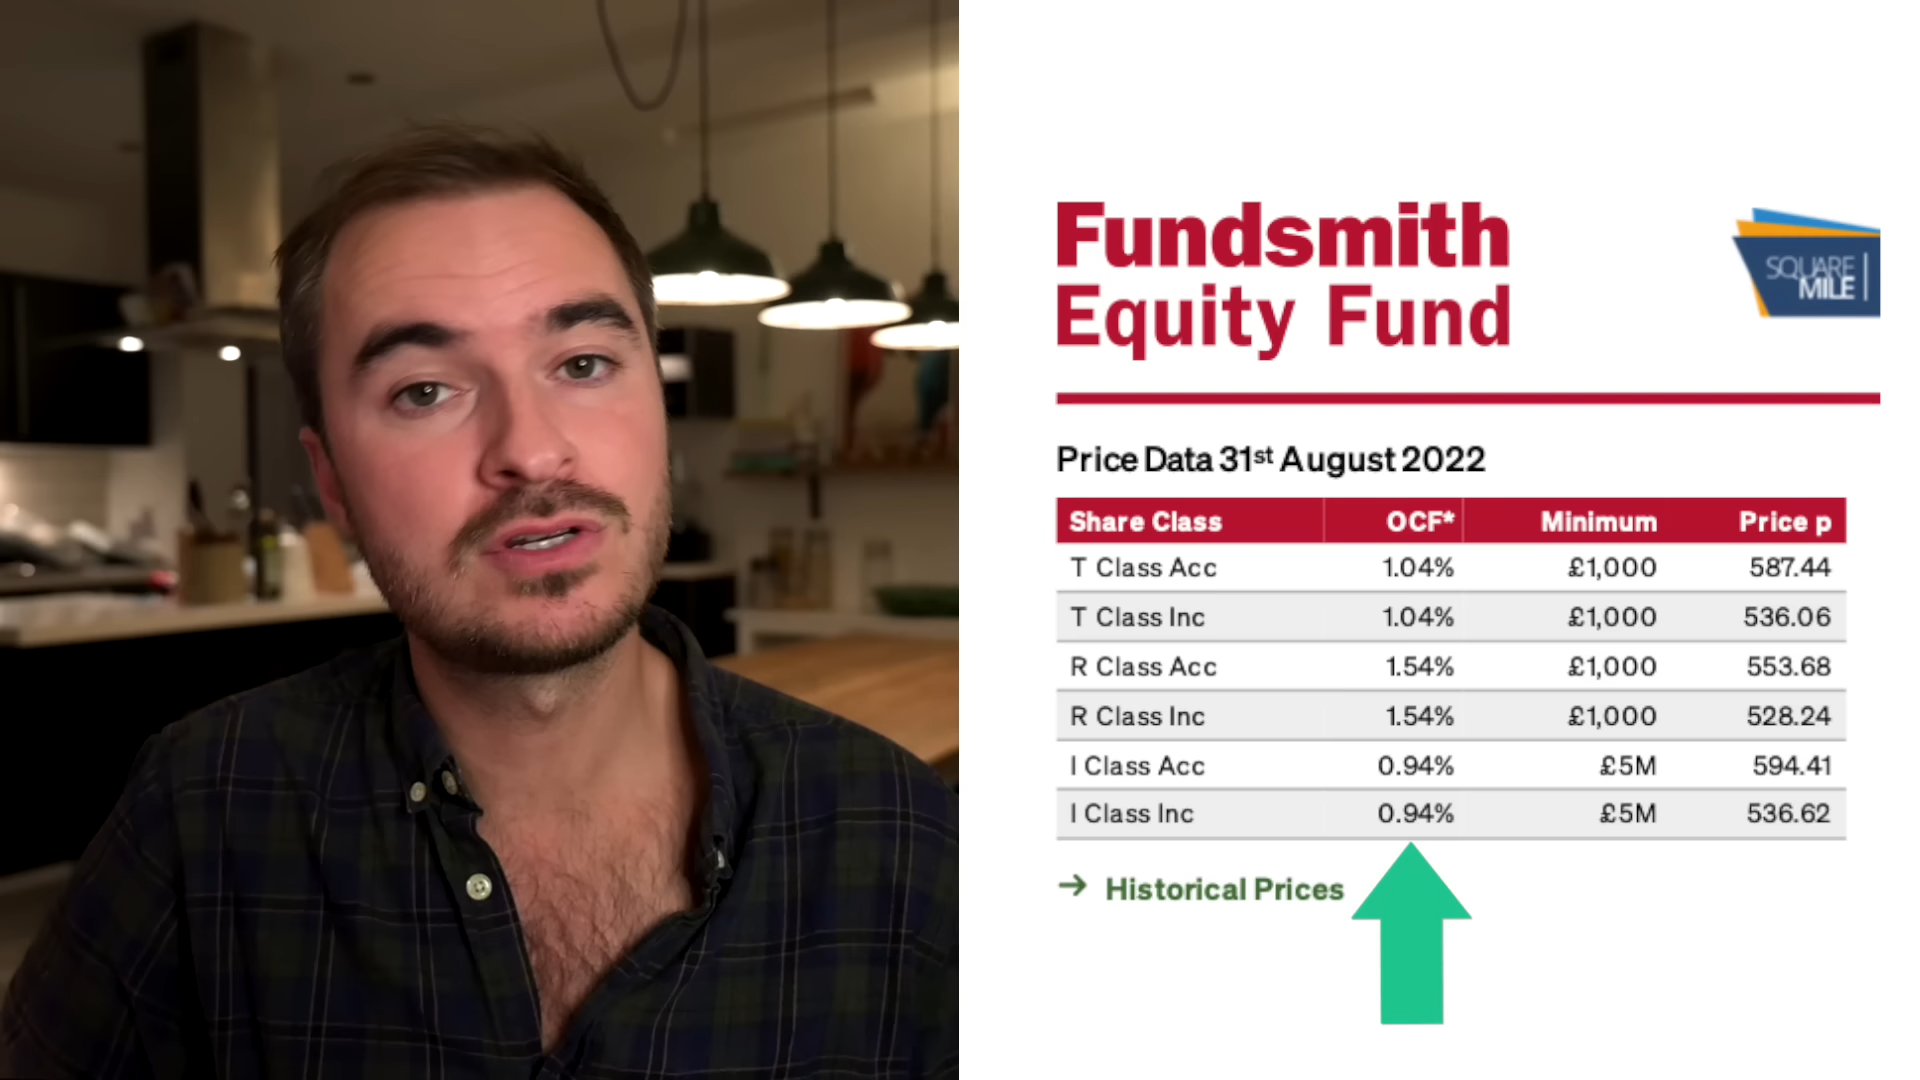 Fundsmith
Equity Fund
SQUARE
MILE
Price Data 31st August 2022
Share Class OCF* Minimum Price p
T Class Acc 1.04% £1,000 587.44
T Class Inc 1.04% £1,000 536.06
R Class Acc 1.54% £1,000 553.68
R Class Inc 1.54% £1,000 528.24
I Class Acc 0.94% £5M 594.41
I Class Inc 0.94% £5M 536.62
→ Historical Prices